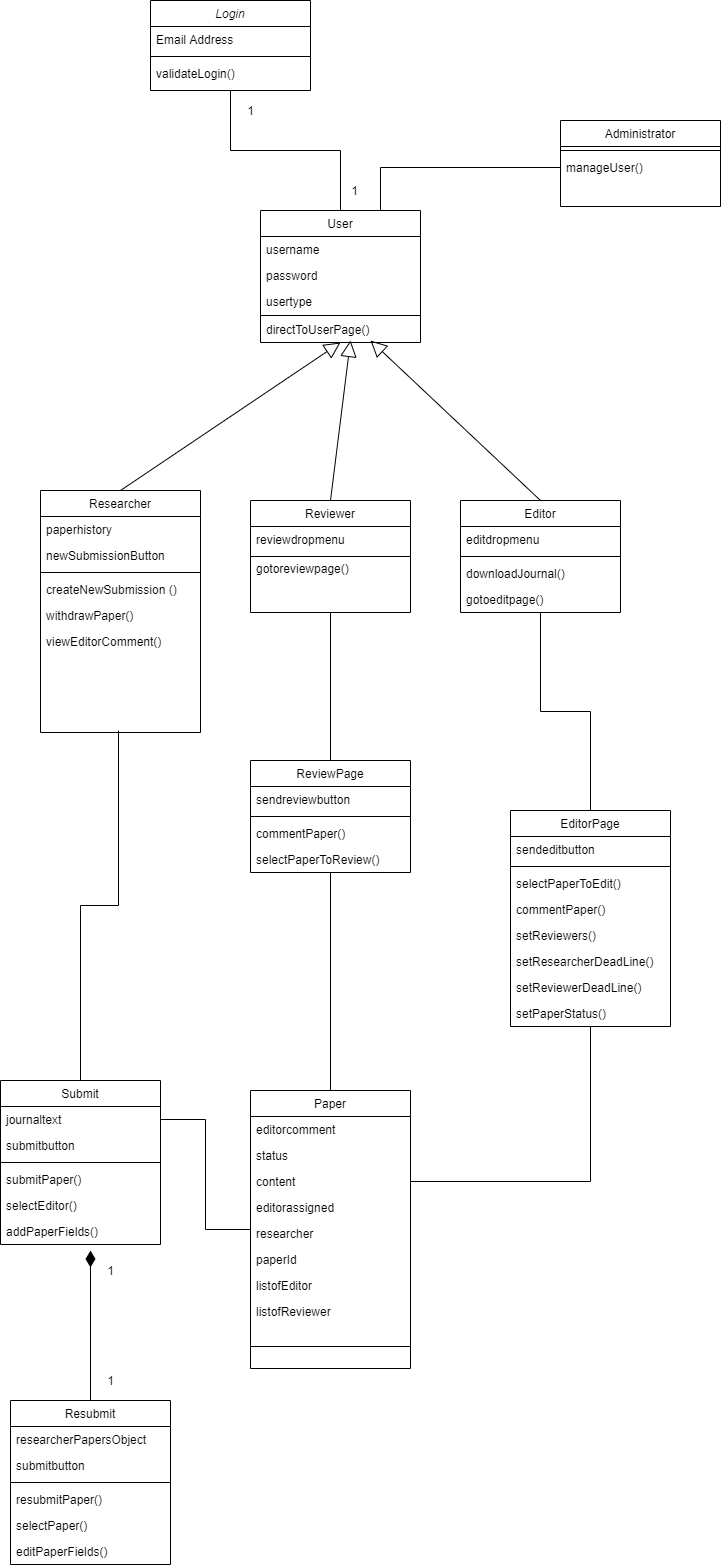 Login
Email Address
validateLogin()
1
Administrator
manageUser()
1
User
username
password
usertype
directToUserPage()
Researcher
paperhistory
newSubmissionButton
createNewSubmission ()
withdrawPaper()
viewEditorComment()
Reviewer
reviewdropmenu
gotoreviewpage()
Editor
editdropmenu
downloadJournal()
gotoeditpage()
ReviewPage
sendreviewbutton
commentPaper()
selectPaperToReview()
EditorPage
sendeditbutton
selectPaperToEdit()
commentPaper()
setReviewers()
setResearcherDeadLine()
setReviewerDeadLine()
setPaperStatus()
Submit
journaltext
submitbutton
submitPaper()
selectEditor()
addPaperFields()
Paper
editorcomment
status
content
editorassigned
researcher
paperId
listofEditor
listofReviewer
1
1
Resubmit
researcherPapersObject
submitbutton
resubmitPaper()
selectPaper()
editPaperFields()